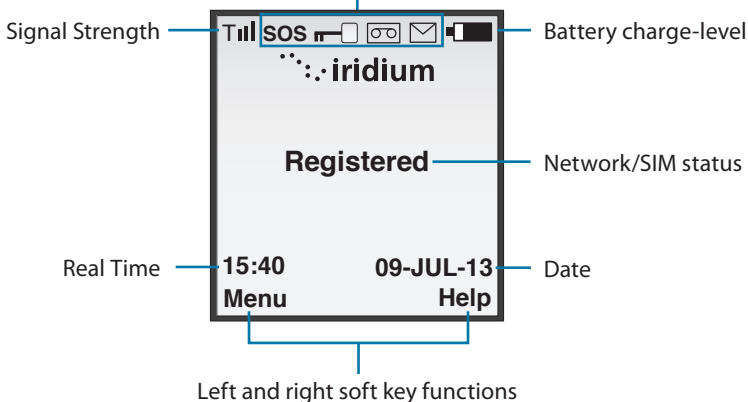 Signal Strength
SOS
Battery charge-level
iridium
Registered
Network/SIM status
Real Time
15:40
09-JUL-13
Date
Menu
Help
Left and right soft key functions